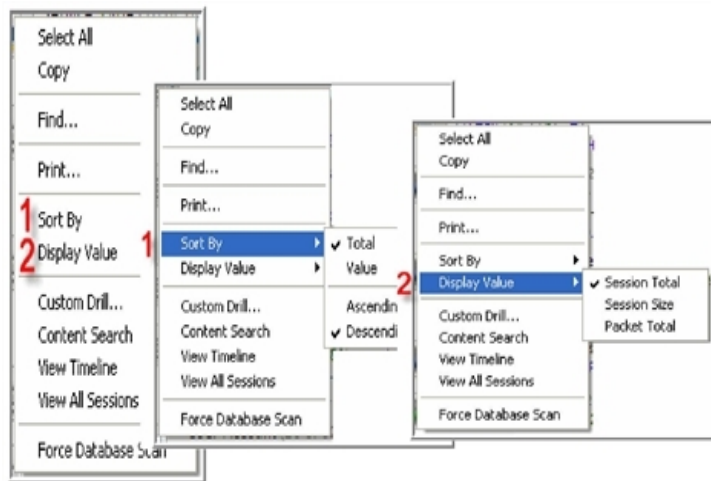 Select All
Copy
Find...
Print...
1 Sort By
2 Display Value
Custom Drill...
Content Search
View Timeline
View All Sessions
Force Database Scan
Select All
Copy
Find...
Print...
1 Sort By
Display Value
Custom Drill...
Content Search
View Timeline
View All Sessions
Force Database Scan
Total
Value
Ascendin
Descendi
Select All
Copy
Find...
Print...
Sort By
2 Display Value
Custom Drill...
Content Search
View Timeline
View All Sessions
Force Database Scan
Session Total
Session Size
Packet Total